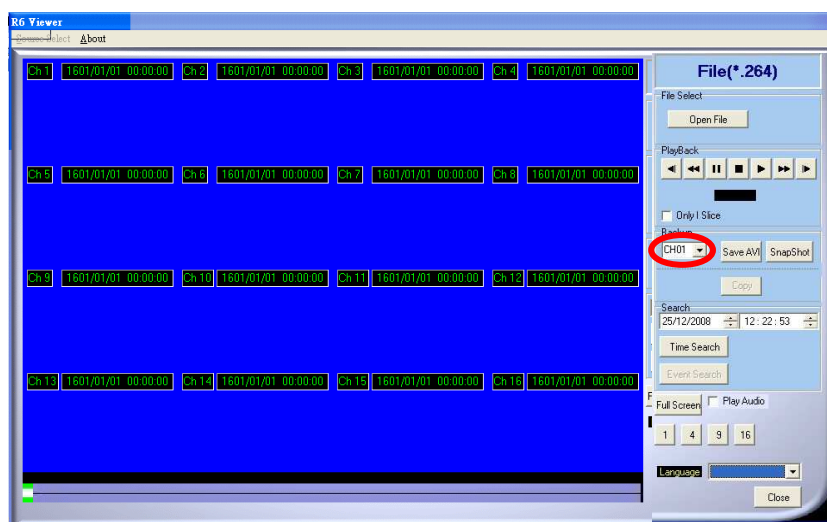 R6 Viewer
Source Select About
Ch 1 1601/01/01 00:00:00 Ch 2 1601/01/01 00:00:00 Ch 3 1601/01/01 00:00:00 Ch 4 1601/01/01 00:00:00
Ch 5 1601/01/01 00:00:00 Ch 6 1601/01/01 00:00:00 Ch 7 1601/01/01 00:00:00 Ch 8 1601/01/01 00:00:00
Ch 9 1601/01/01 00:00:00 Ch 10 1601/01/01 00:00:00 Ch 11 1601/01/01 00:00:00 Ch 12 1601/01/01 00:00:00
Ch 13 1601/01/01 00:00:00 Ch 14 1601/01/01 00:00:00 Ch 15 1601/01/01 00:00:00 Ch 16 1601/01/01 00:00:00
File(*.264)
File Select
Open File
PlayBack
Only I Slice
Backup
CH01 Save AVI SnapShot
Copy
Search
25/12/2008 12 : 22 : 53
Time Search
Event Search
Full Screen Play Audio
1 4 9 16
Language
Close